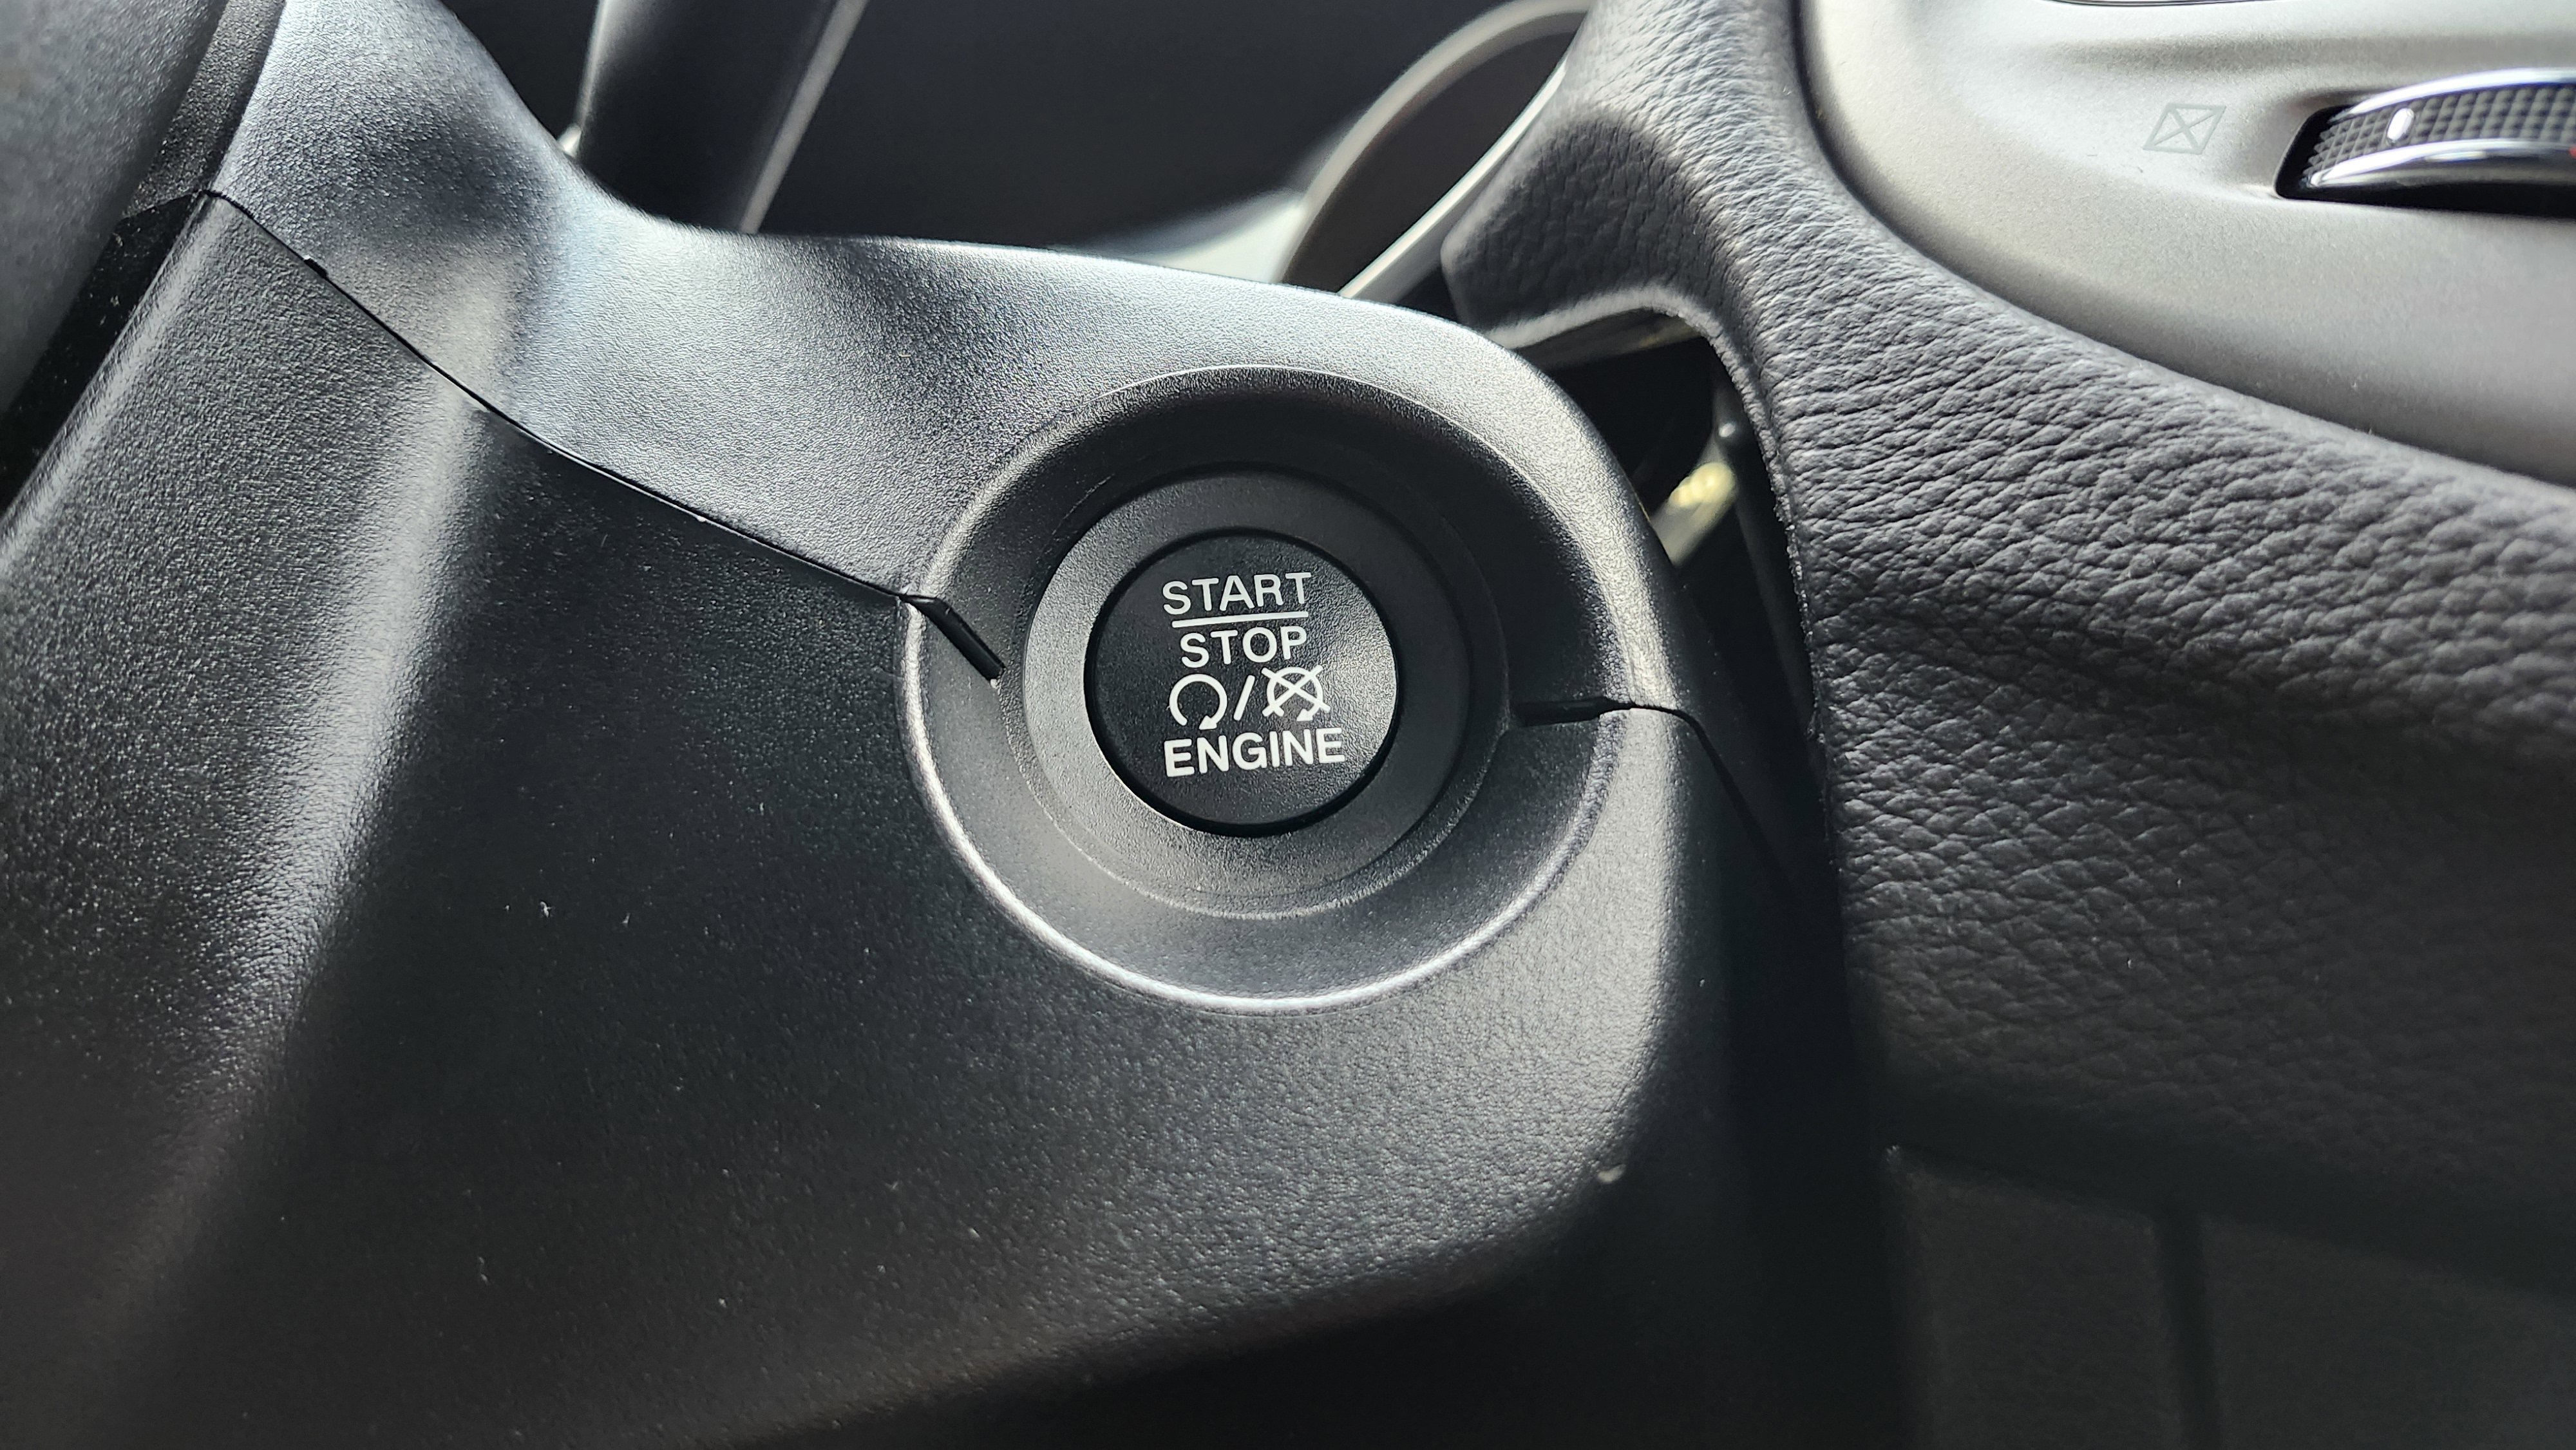 START
STOP
/
ENGINE